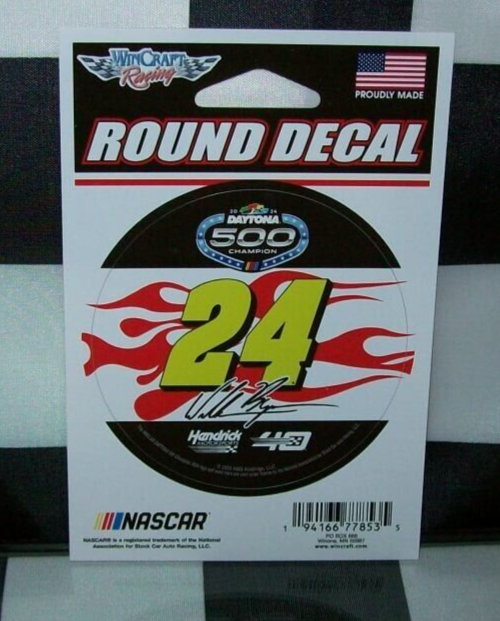 WINCRAFT
Racing
PROUDLY MADE
ROUND DECAL
2024
DAYTONA
500
CHAMPION
24
Hendrick
MOTORSPORTS
40
NASCAR
NASCAR® is a registered trademark of the National
Association for Stock Car Auto Racing, LLC.
1 94166 77853 5
PO BOX 888
Winona, MN 55987
www.wincraft.com